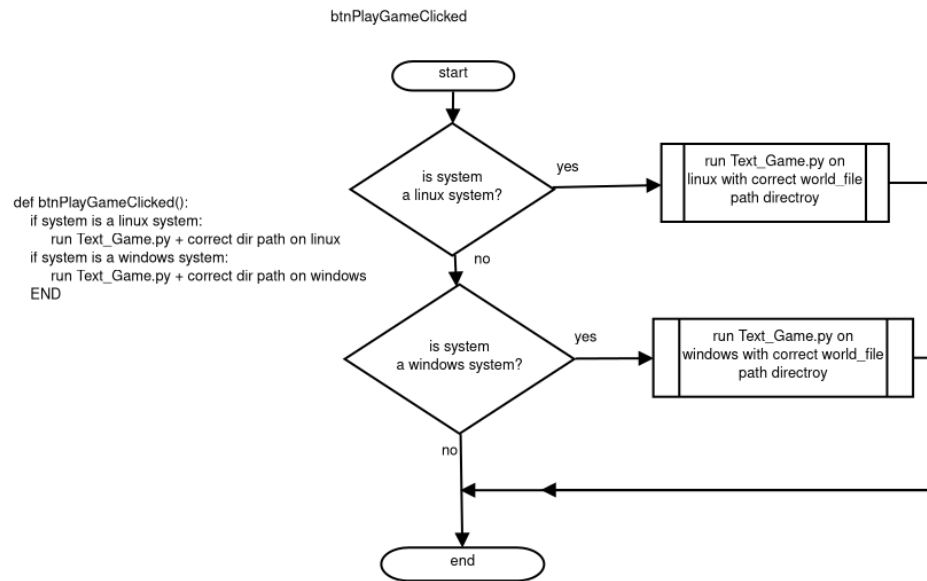 btnPlayGameClicked
start
is system
a linux system?
yes
run Text_Game.py on
linux with correct world_file
path directroy
def btnPlayGameClicked():
if system is a linux system:
run Text_Game.py + correct dir path on linux
if system is a windows system:
run Text_Game.py + correct dir path on windows
END
no
is system
a windows system?
yes
run Text_Game.py on
windows with correct world_file
path directroy
no
end